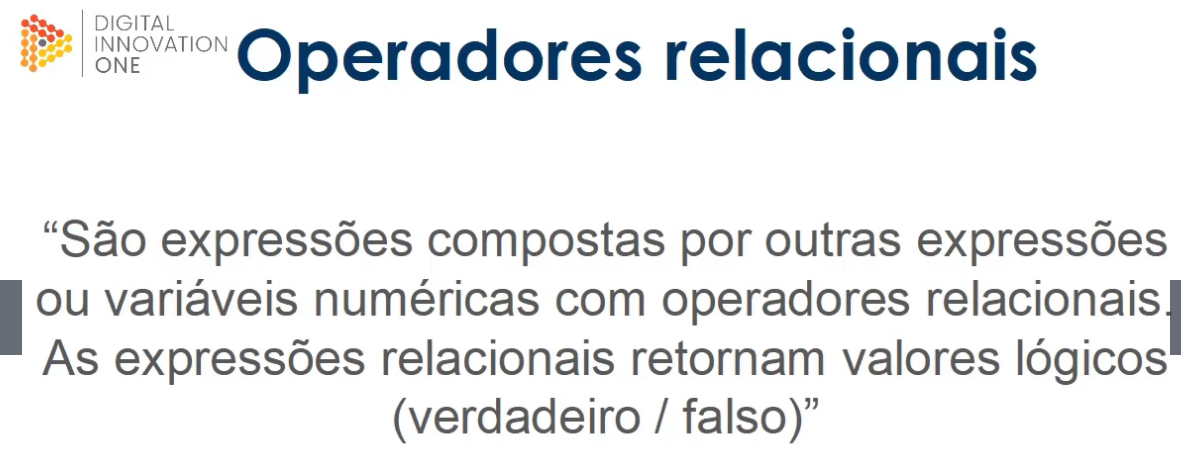 DIGITAL
INNOVATION
ONE
Operadores relacionais
“São expressões compostas por outras expressões
ou variáveis numéricas com operadores relacionais.
As expressões relacionais retornam valores lógicos
(verdadeiro / falso)”